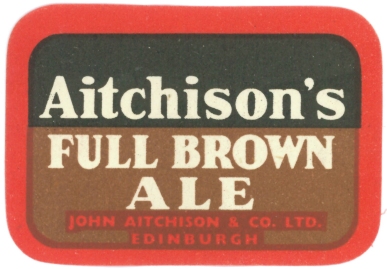 Aitchison's
FULL BROWN
ALE
JOHN AITCHISON & CO. LTD.
EDINBURGH